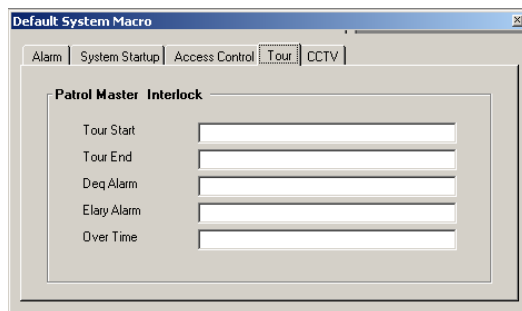 Default System Macro
Alarm System Startup Access Control Tour CCTV
Patrol Master Interlock
Tour Start
Tour End
Deq Alarm
Elary Alarm
Over Time